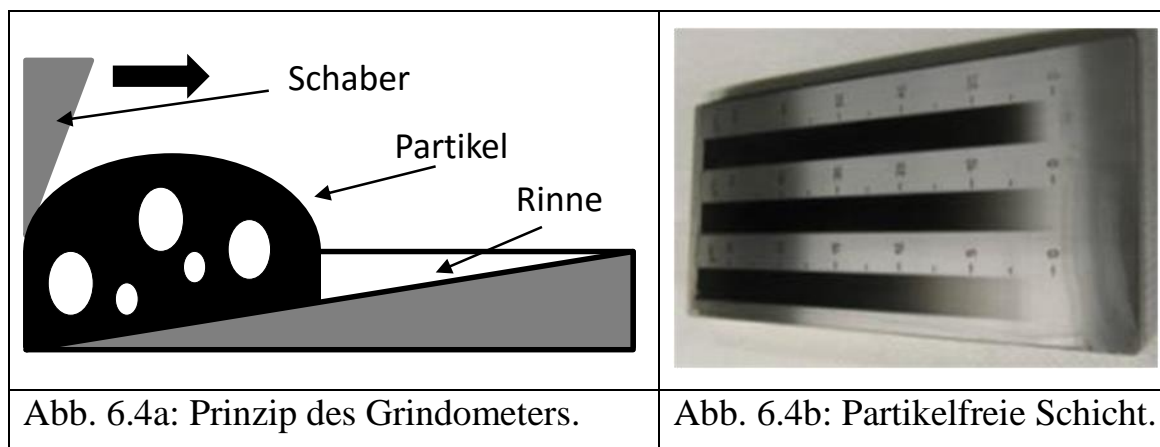 Schaber
Partikel
Rinne
Abb. 6.4a: Prinzip des Grindometers.
Abb. 6.4b: Partikelfreie Schicht.